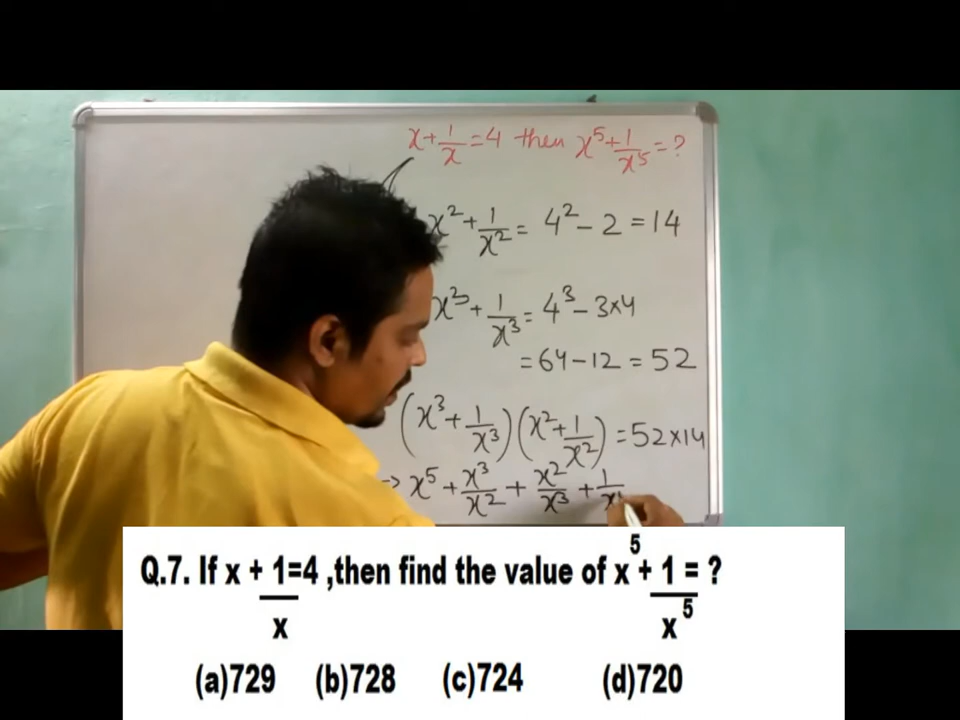 x + 1/x = 4 then x⁵ + 1/x⁵ = ?
x² + 1/x² = 4² − 2 = 14
x³ + 1/x³ = 4³ − 3×4
= 64 − 12 = 52
(x³ + 1/x³)(x² + 1/x²) = 52×14
→ x⁵ + x³/x² + x²/x³ + 1/x
Q.7. If x + 1/x=4 ,then find the value of x⁵ + 1/x⁵ = ?
(a)729 (b)728 (c)724 (d)720